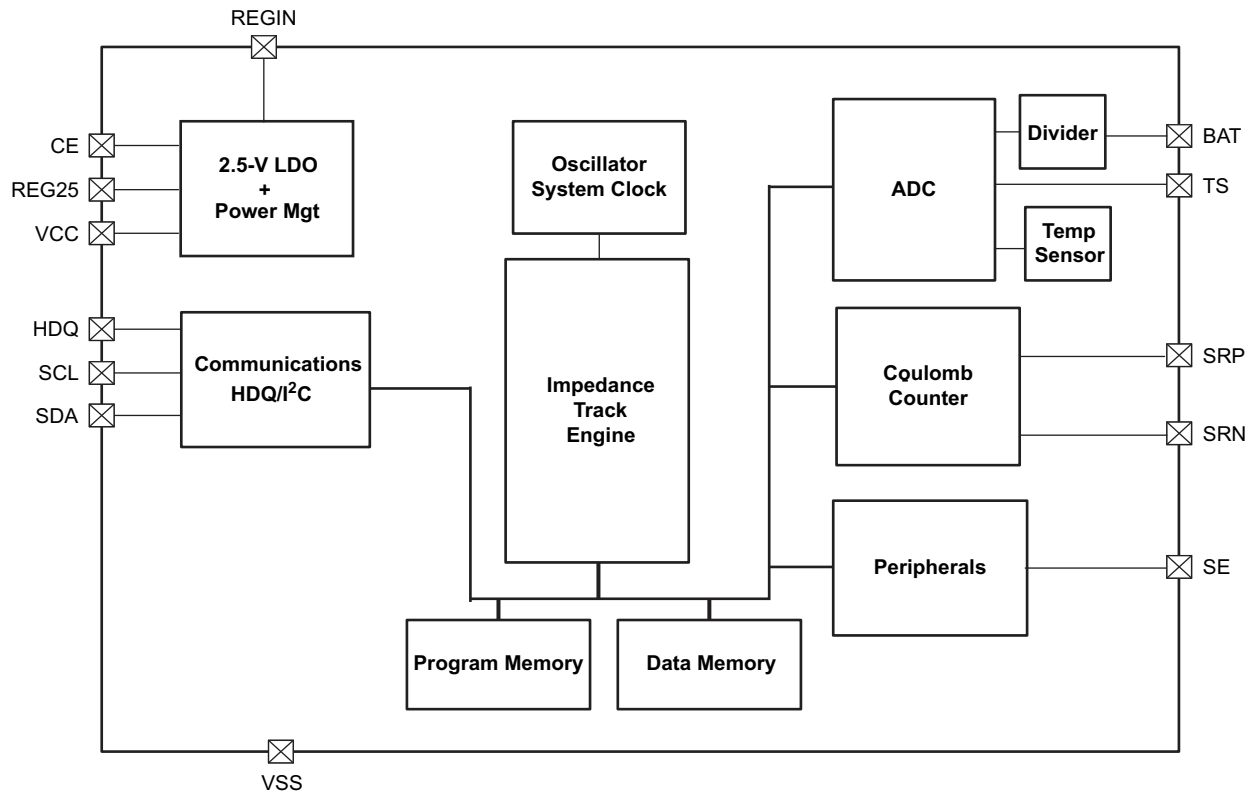 REGIN
CE
REG25
VCC
2.5-V LDO
+
Power Mgt
HDQ
SCL
SDA
Communications
HDQ/I²C
Oscillator
System Clock
Impedance
Track
Engine
Program Memory
Data Memory
ADC
Divider
Temp
Sensor
Coulomb
Counter
Peripherals
BAT
TS
SRP
SRN
SE
VSS